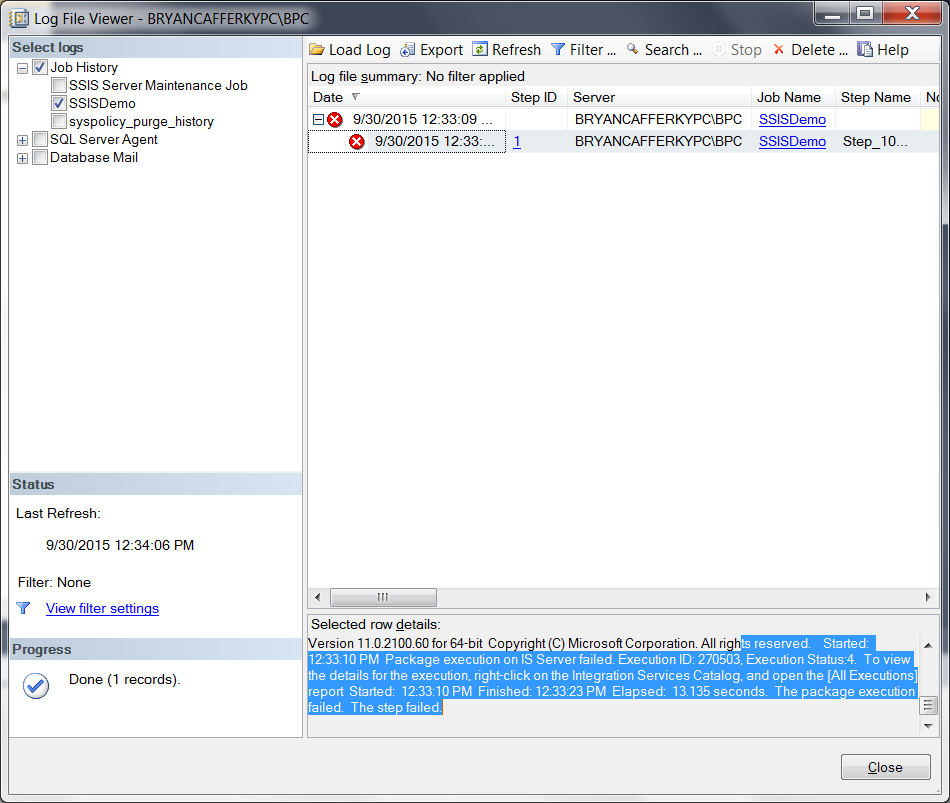 Log File Viewer - BRYANCAFFERKYPC\BPC
Select logs
Job History
SSIS Server Maintenance Job
SSISDemo
syspolicy_purge_history
SQL Server Agent
Database Mail
Status
Last Refresh:
9/30/2015 12:34:06 PM
Filter: None
View filter settings
Progress
Done (1 records).
Load Log Export Refresh Filter ... Search ... Stop Delete ... Help
Log file summary: No filter applied
Date Step ID Server Job Name Step Name No
9/30/2015 12:33:09 ... BRYANCAFFERKYPC\BPC SSISDemo
9/30/2015 12:33:... 1 BRYANCAFFERKYPC\BPC SSISDemo Step_10...
Selected row details:
Version 11.0.2100.60 for 64-bit Copyright (C) Microsoft Corporation. All rights reserved. Started:
12:33:10 PM Package execution on IS Server failed. Execution ID: 270503, Execution Status:4. To view
the details for the execution, right-click on the Integration Services Catalog, and open the [All Executions]
report Started: 12:33:10 PM Finished: 12:33:23 PM Elapsed: 13.135 seconds. The package execution
failed. The step failed.
Close